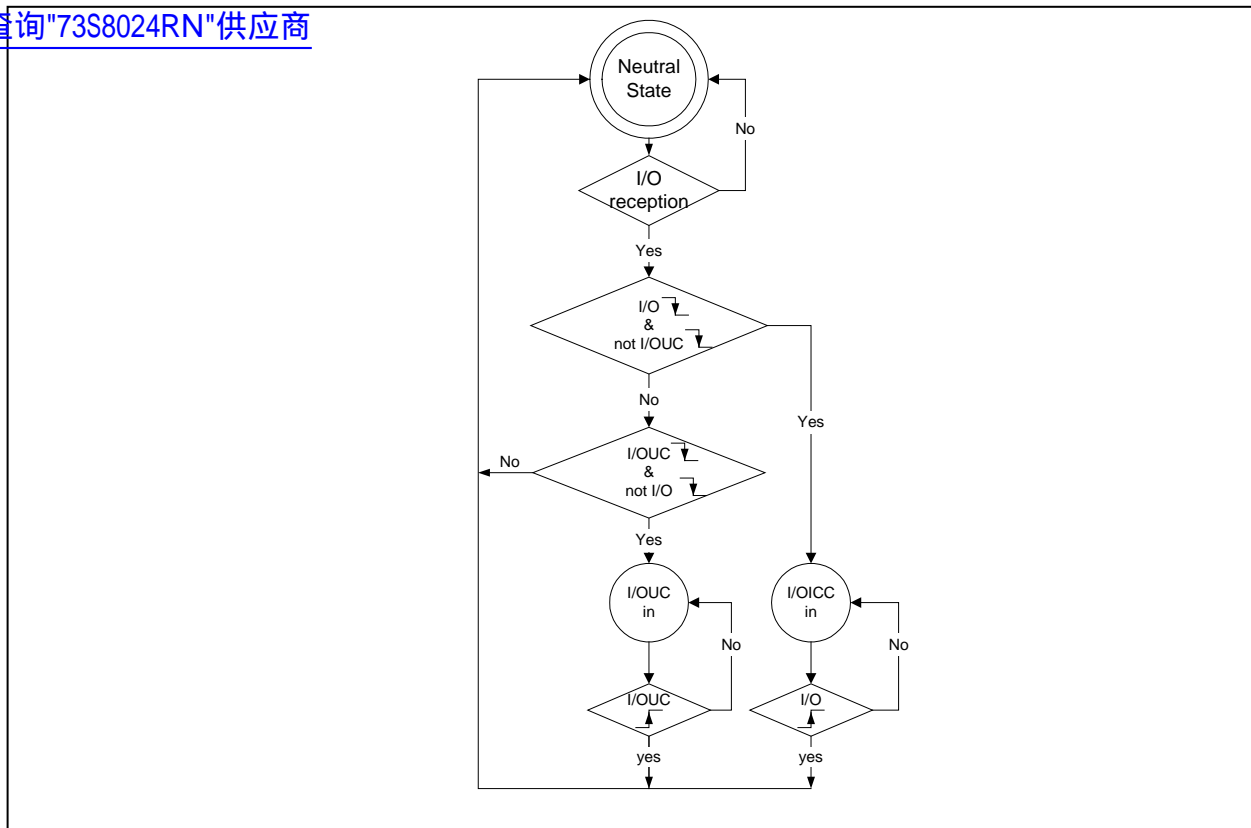 查询"73S8024RN"供应商
Neutral
State
No
I/O
reception
Yes
I/O
&
not I/OUC
No
Yes
No
I/OUC
&
not I/O
Yes
I/OUC
in
I/OICC
in
No
No
I/OUC
I/O
yes
yes